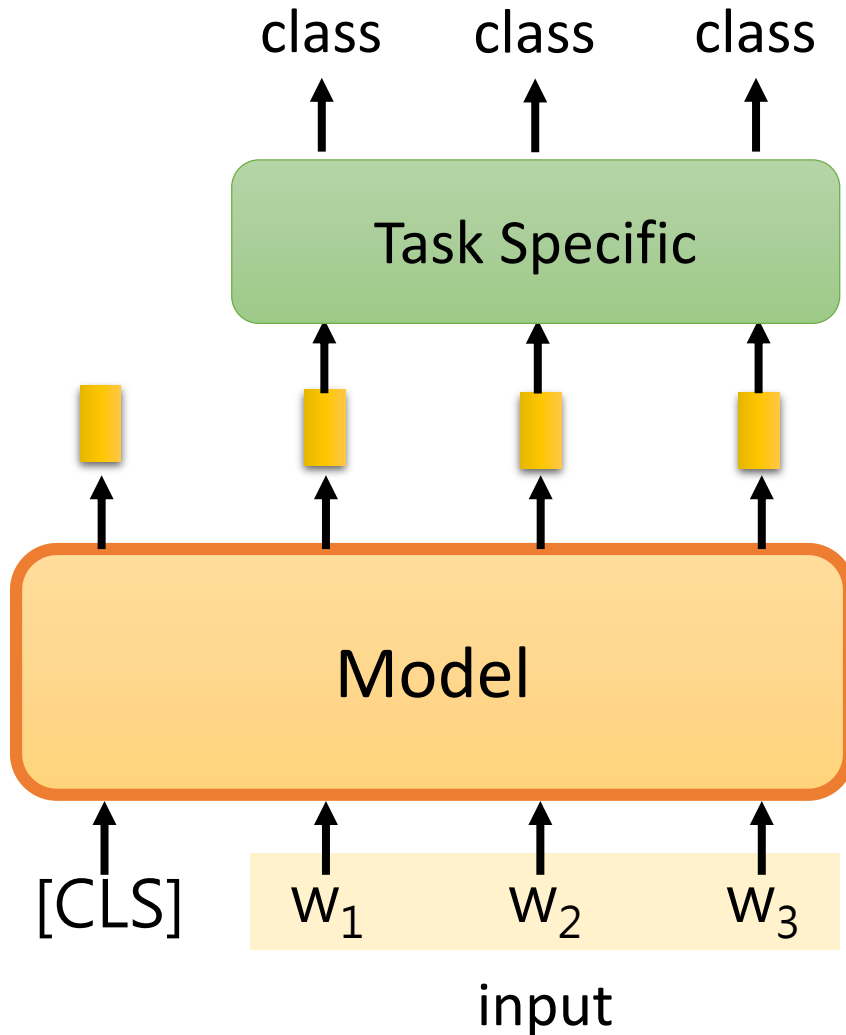 class class class
Task Specific
Model
[CLS] w₁ w₂ w₃
input